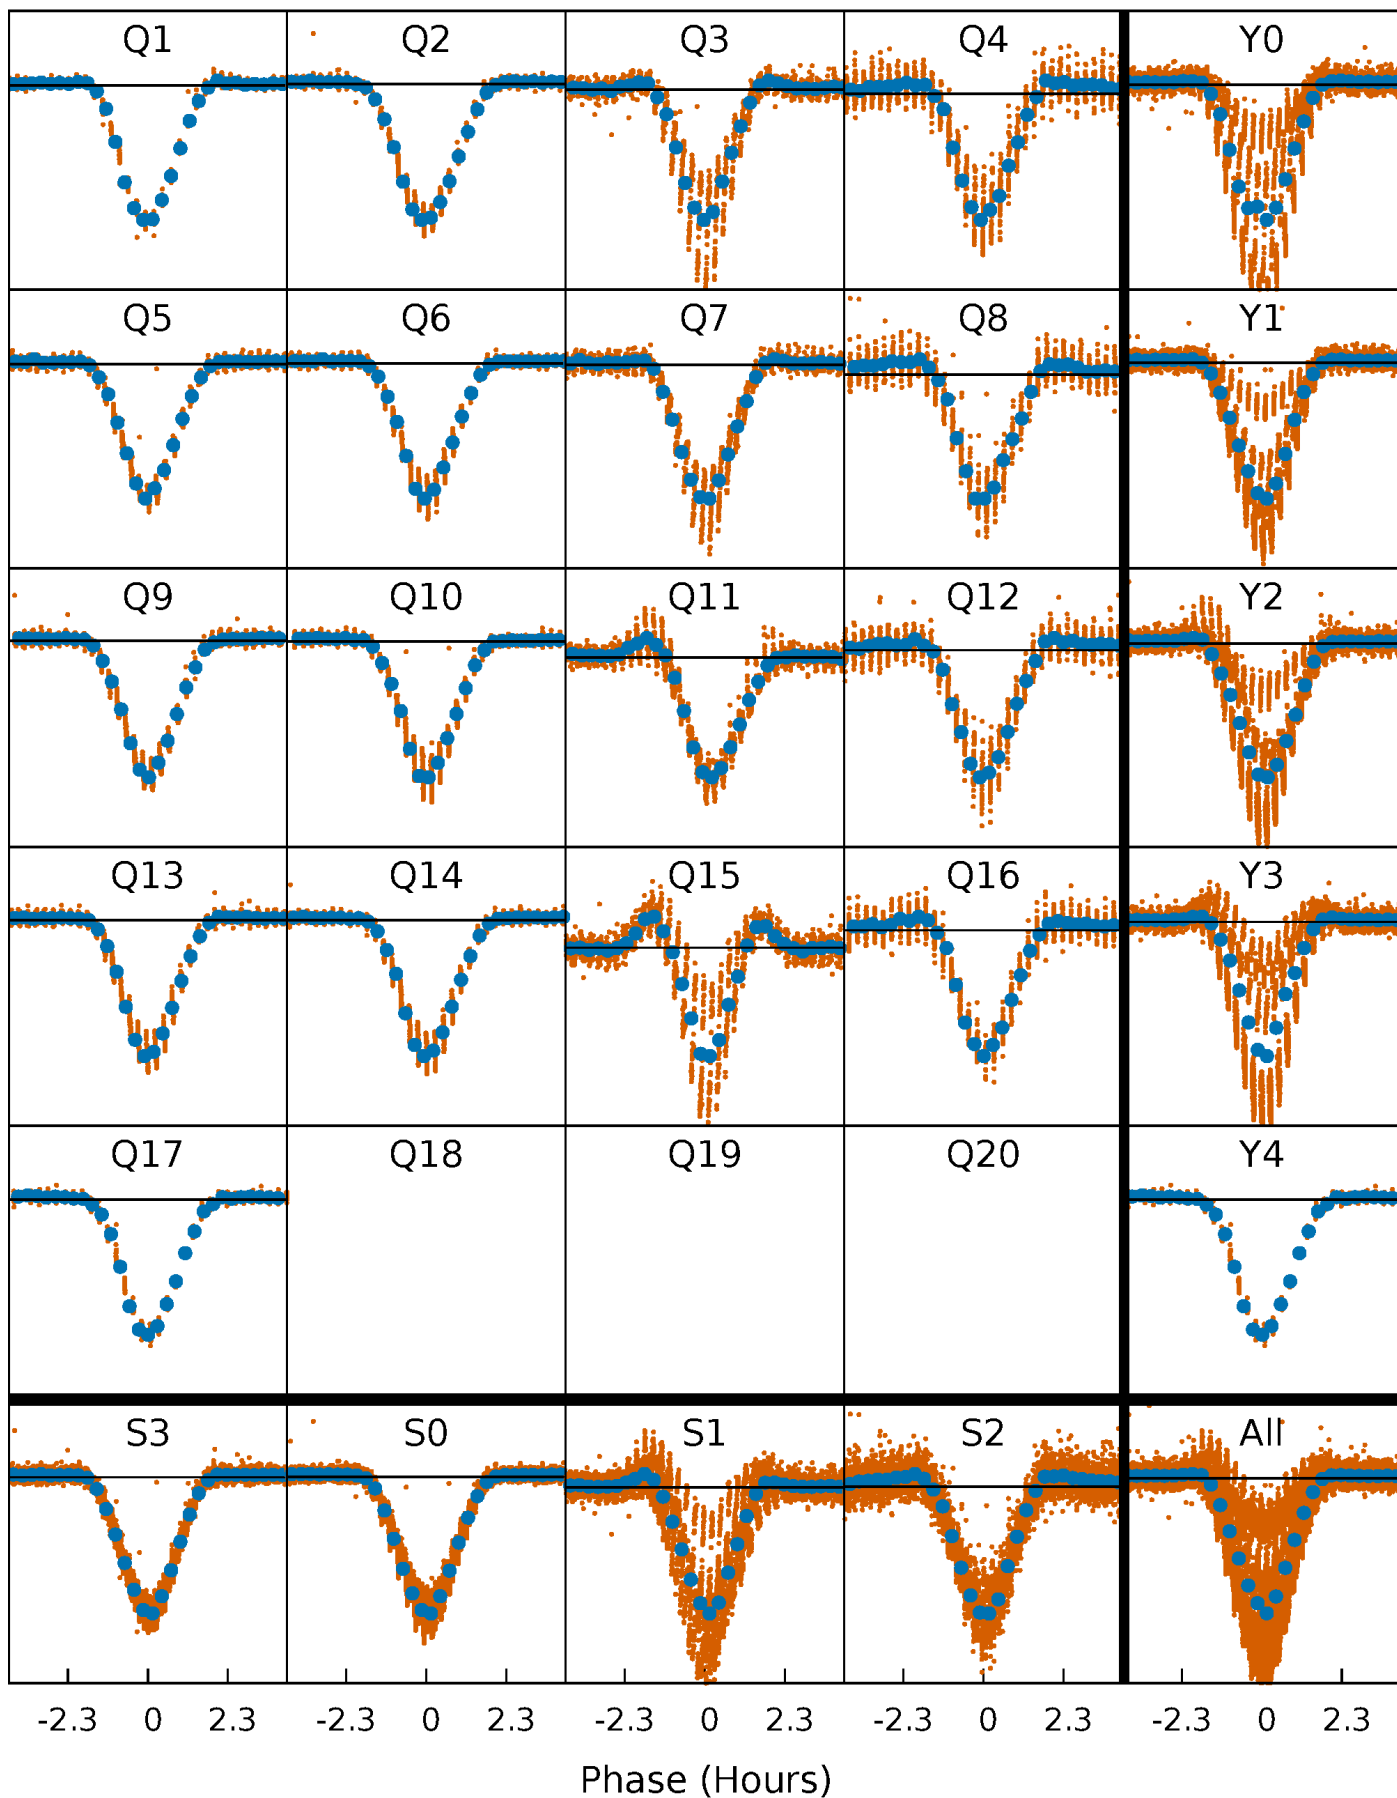 Q1 Q2 Q3 Q4 Y0
Q5 Q6 Q7 Q8 Y1
Q9 Q10 Q11 Q12 Y2
Q13 Q14 Q15 Q16 Y3
Q17 Q18 Q19 Q20 Y4
S3 S0 S1 S2 All
-2.3 0 2.3 -2.3 0 2.3 -2.3 0 2.3 -2.3 0 2.3 -2.3 0 2.3
Phase (Hours)